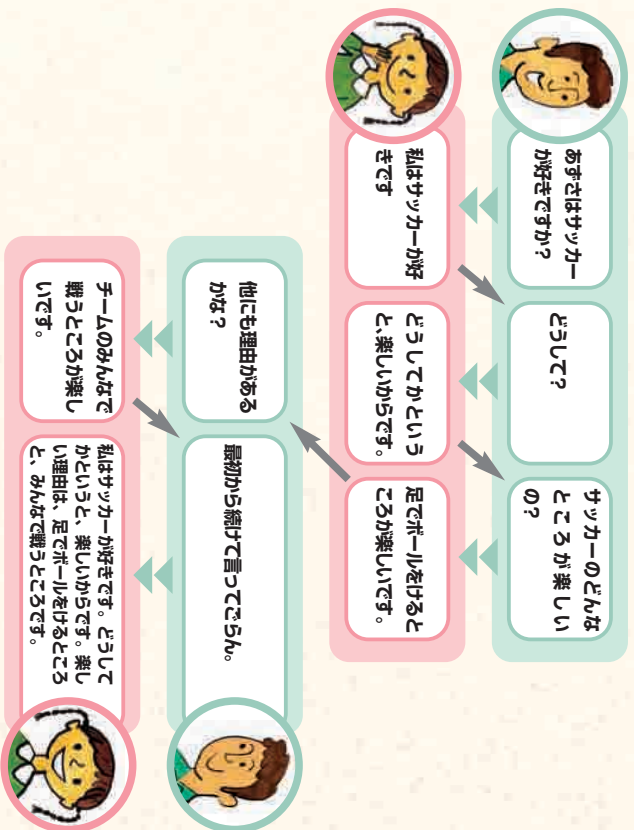 あずさはサッカー
が好きですか?
私はサッカーが好
きです
どうして?
どうしてかという
と、楽しいからです。
サッカーのどんな
ところが楽しい
の?
足でボールをけると
ころが楽しいです。
他にも理由がある
かな?
チームのみんなで
戦うところが楽し
いです。
最初から続けて言ってごらん。
私はサッカーが好きです。どうして
かというと、楽しいからです。楽し
い理由は、足でボールをけるところ
と、みんなで戦うところです。